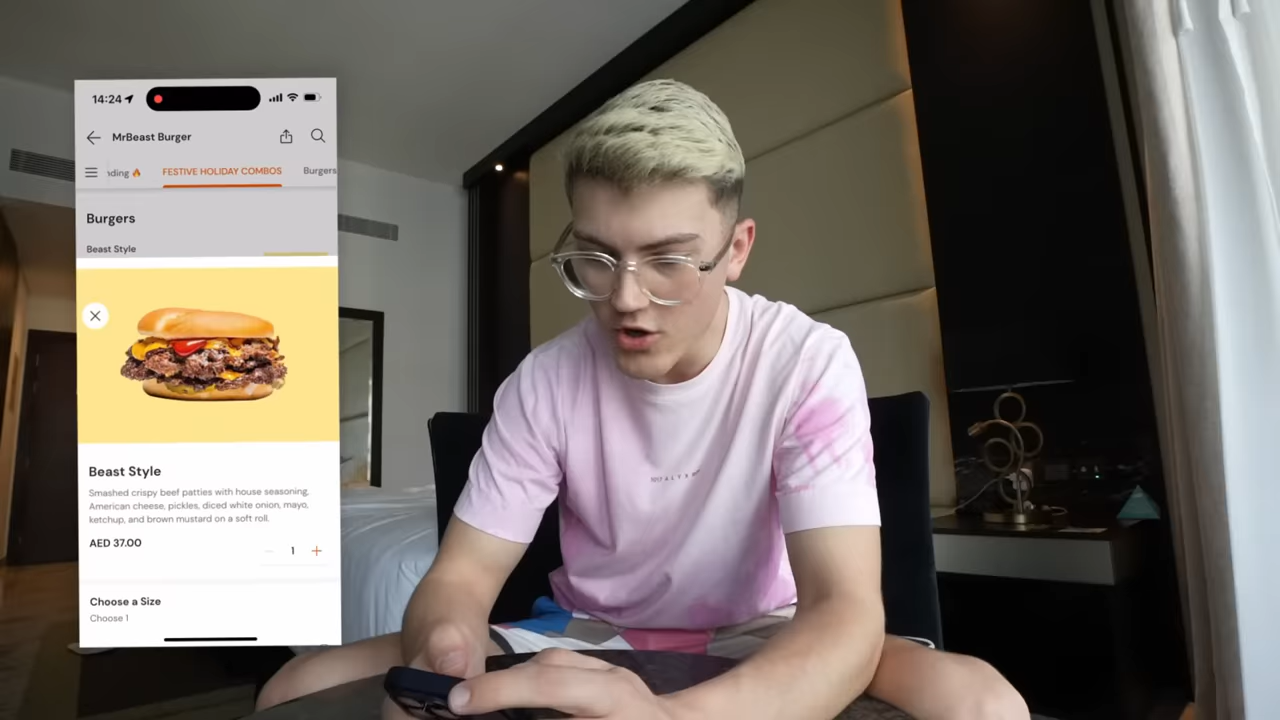 14:24
MrBeast Burger
nding 🔥 FESTIVE HOLIDAY COMBOS Burgers
Burgers
Beast Style
Beast Style
Smashed crispy beef patties with house seasoning,
American cheese, pickles, diced white onion, mayo,
ketchup, and brown mustard on a soft roll.
AED 37.00
1
Choose a Size
Choose 1